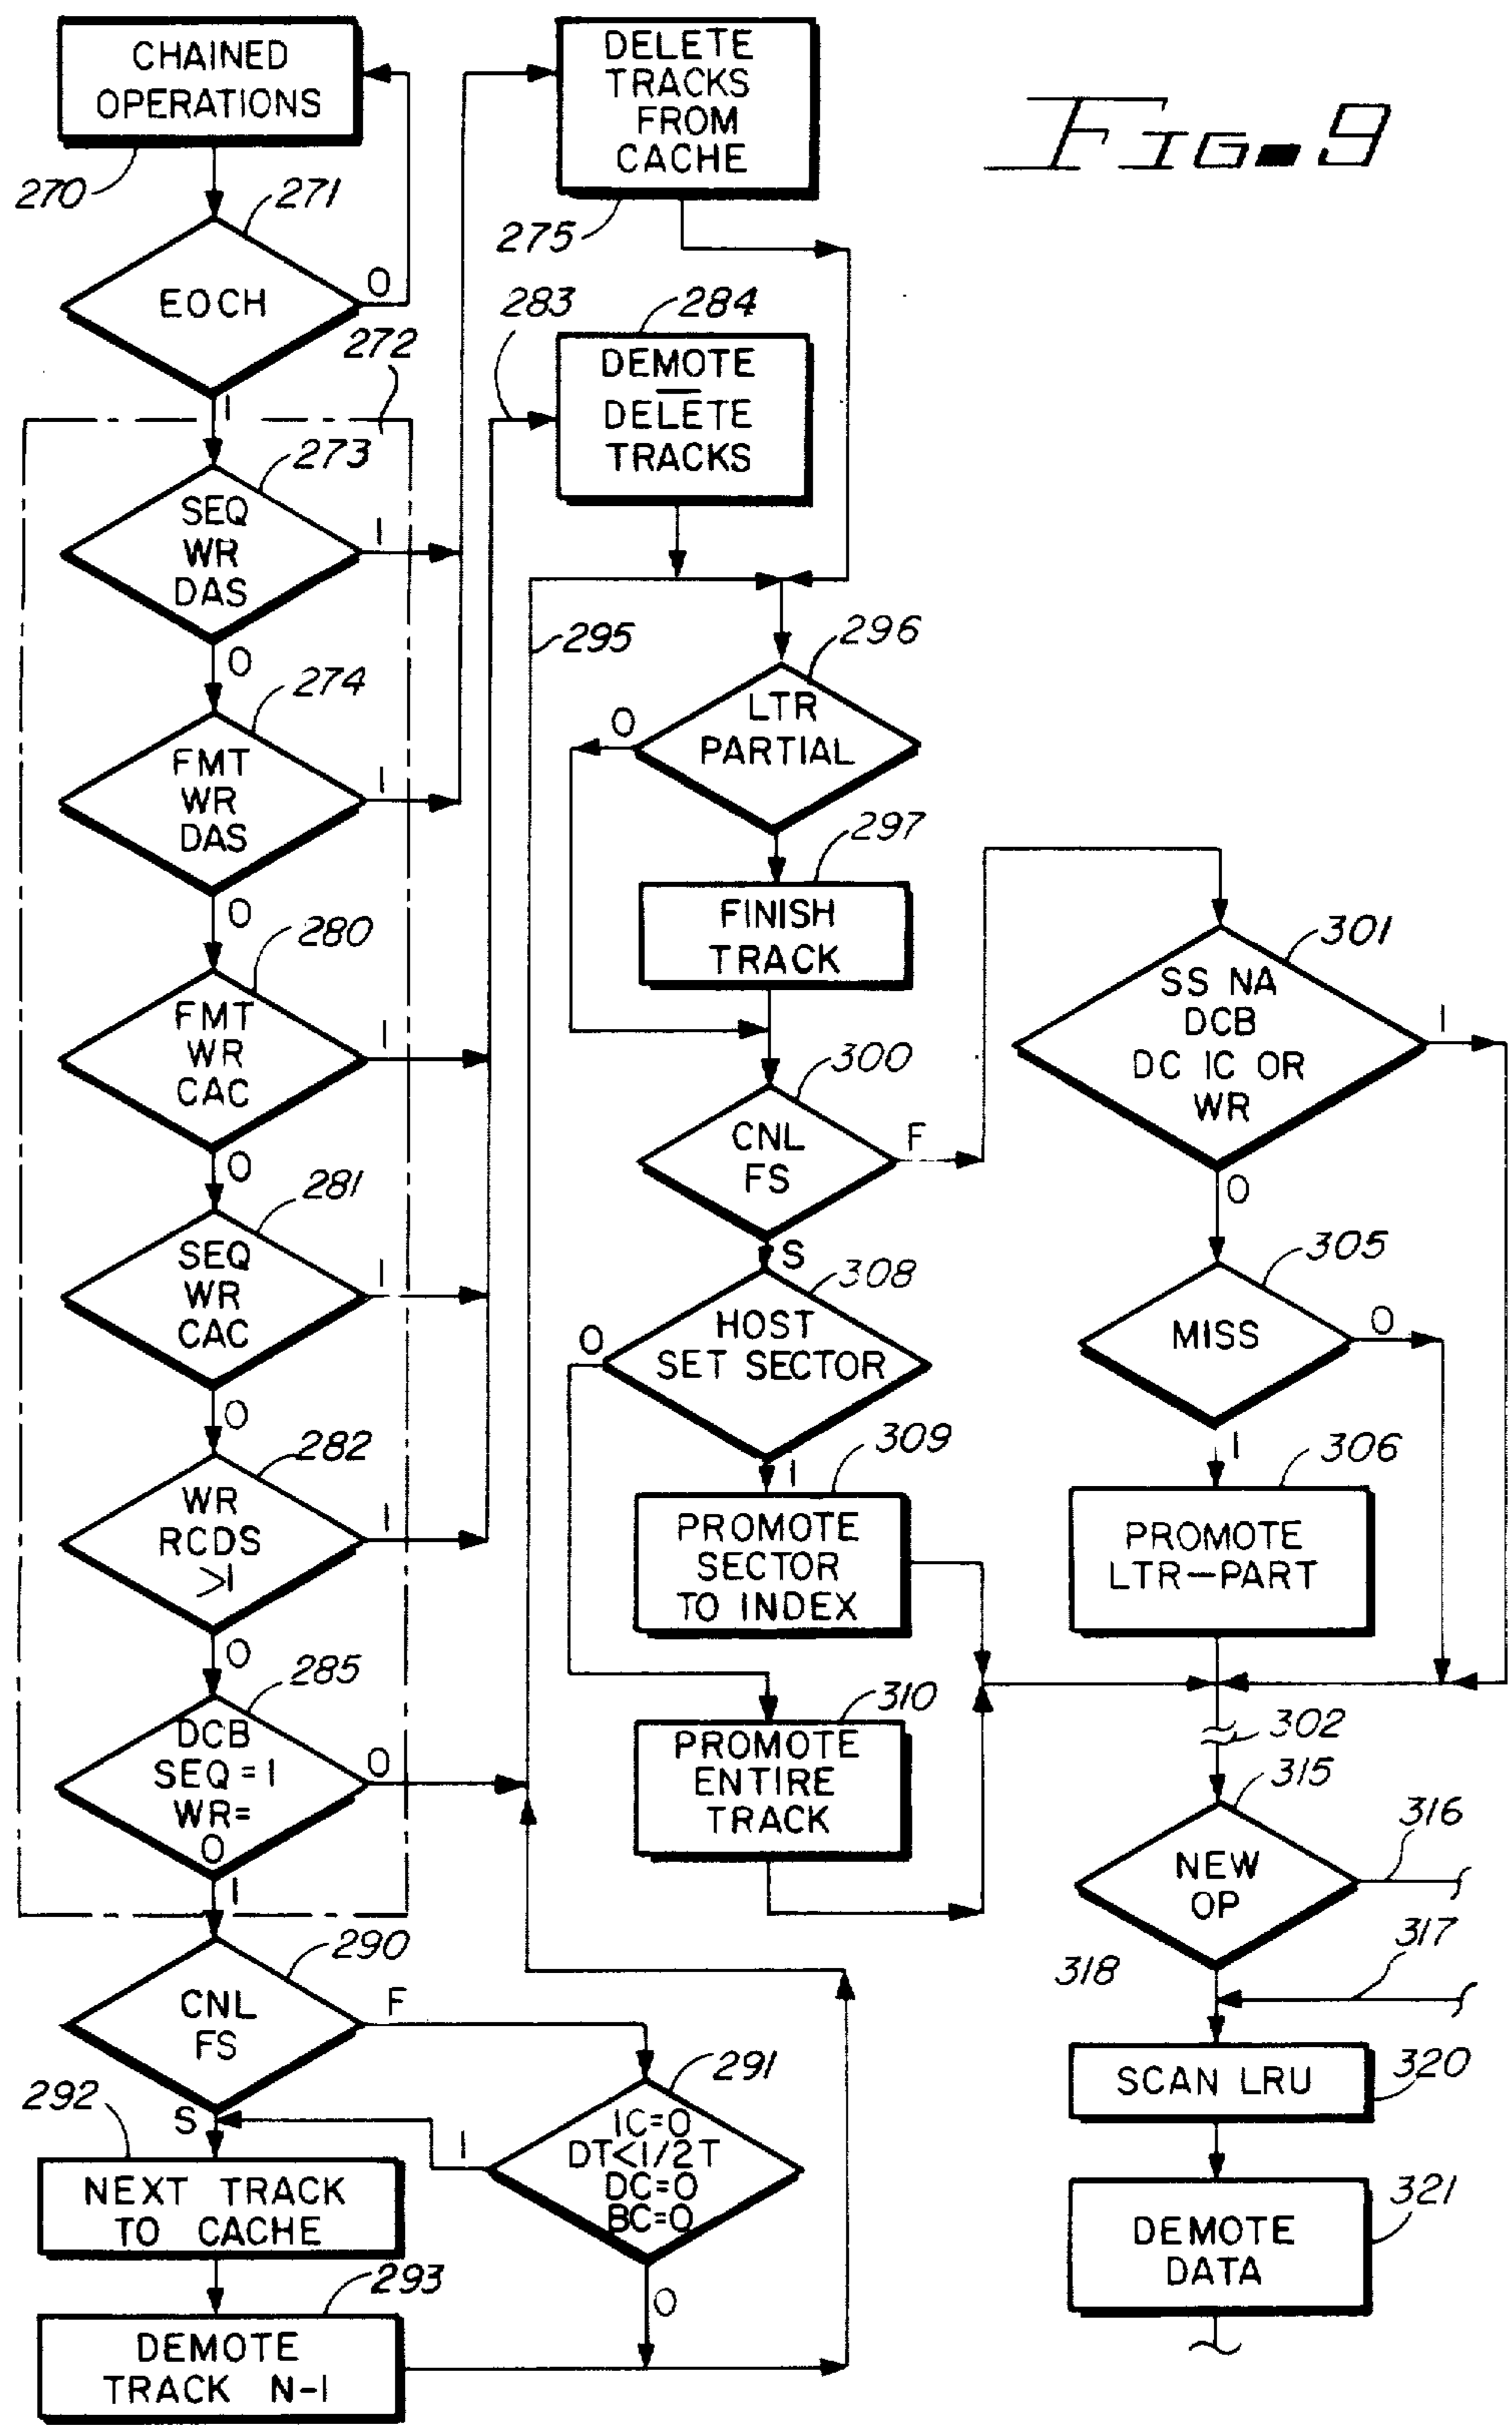 FIG. 9
CHAINED
OPERATIONS
270
271
EOCH
0
1
272
273
SEQ
WR
DAS
1
0
274
FMT
WR
DAS
1
0
280
FMT
WR
CAC
1
0
281
SEQ
WR
CAC
1
0
282
WR
RCDS
>1
1
0
285
DCB
SEQ = 1
WR=
0
0
1
290
CNL
FS
F
S
291
IC=0
DT<1/2T
DC=0
BC=0
1
0
292
NEXT TRACK
TO CACHE
293
DEMOTE
TRACK N-1
DELETE
TRACKS
FROM
CACHE
275
283
284
DEMOTE
—
DELETE
TRACKS
295
296
LTR
PARTIAL
0
297
FINISH
TRACK
300
CNL
FS
F
S
308
HOST
SET SECTOR
0
1
309
PROMOTE
SECTOR
TO INDEX
310
PROMOTE
ENTIRE
TRACK
301
SS NA
DCB
DC IC OR
WR
1
0
305
MISS
0
1
306
PROMOTE
LTR-PART
302
315
NEW
OP
316
317
318
SCAN LRU
320
DEMOTE
DATA
321